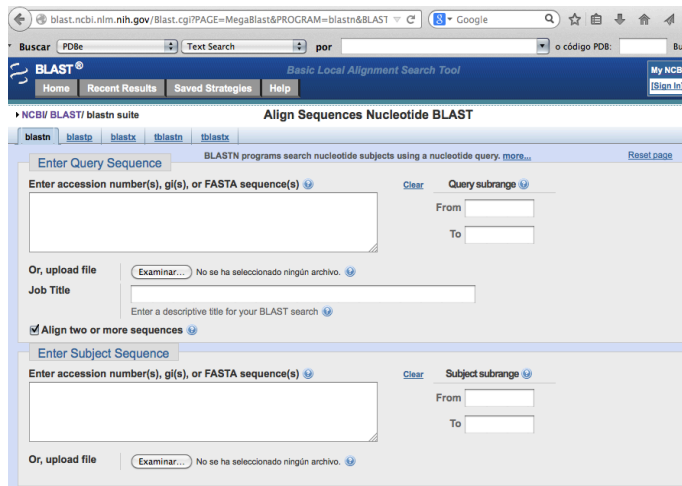 blast.ncbi.nlm.nih.gov/Blast.cgi?PAGE=MegaBlast&PROGRAM=blastn&BLAST
Google
Buscar PDBe Text Search por o código PDB: Bu
BLAST® Basic Local Alignment Search Tool My NCB
Home Recent Results Saved Strategies Help [Sign In]
NCBI/ BLAST/ blastn suite Align Sequences Nucleotide BLAST
blastn blastp blastx tblastn tblastx
BLASTN programs search nucleotide subjects using a nucleotide query. more... Reset page
Enter Query Sequence
Enter accession number(s), gi(s), or FASTA sequence(s) Clear Query subrange
From
To
Or, upload file Examinar... No se ha seleccionado ningún archivo.
Job Title
Enter a descriptive title for your BLAST search
Align two or more sequences
Enter Subject Sequence
Enter accession number(s), gi(s), or FASTA sequence(s) Clear Subject subrange
From
To
Or, upload file Examinar... No se ha seleccionado ningún archivo.